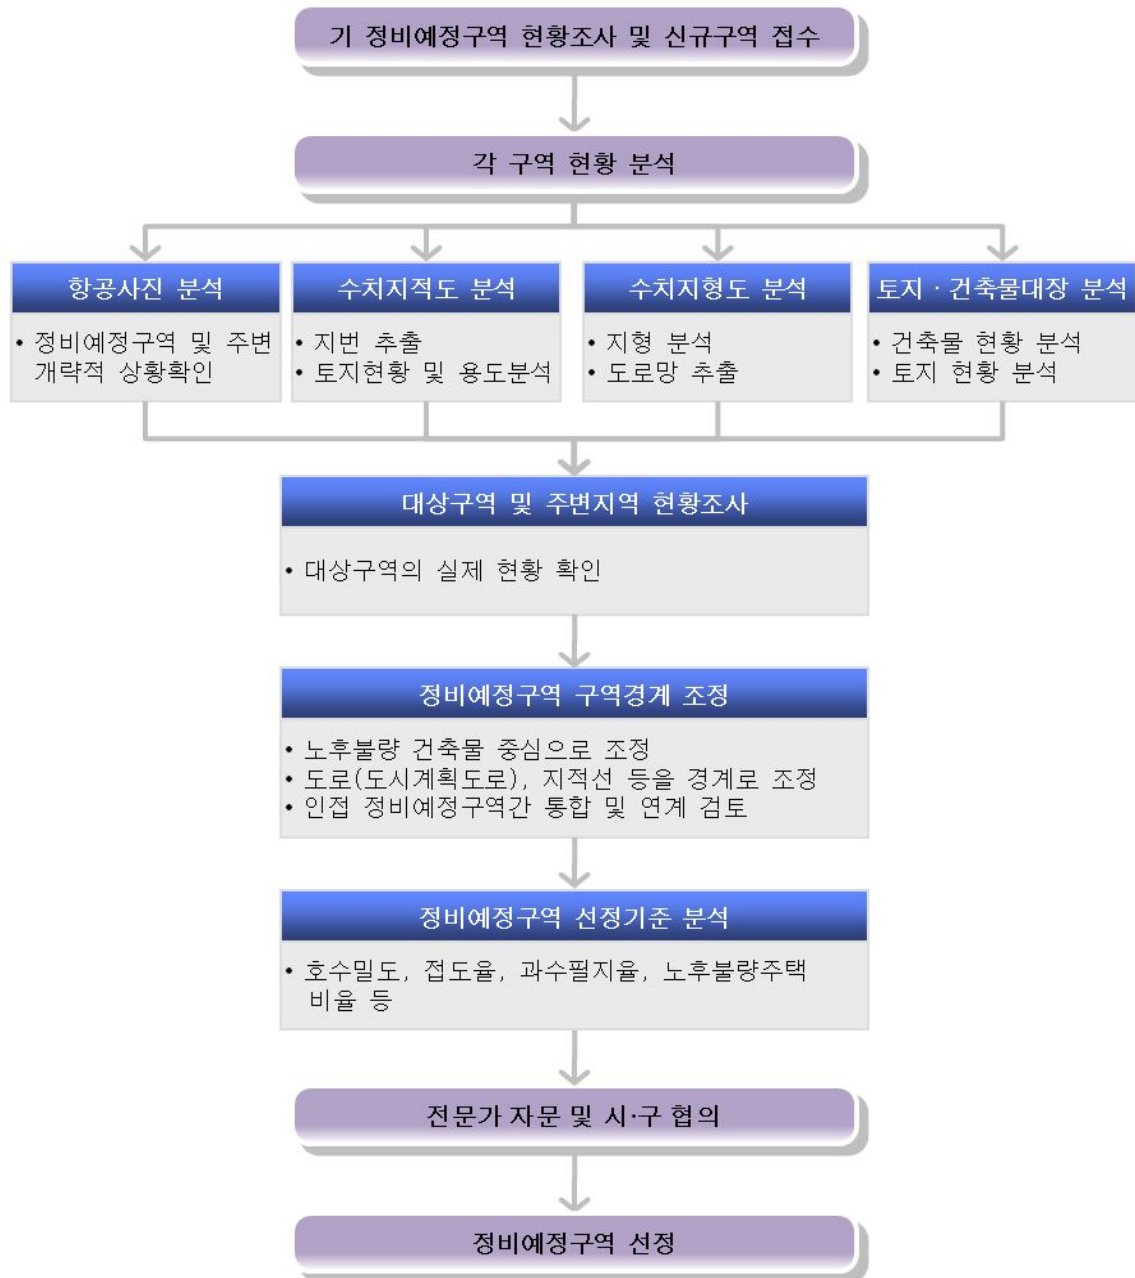 기 정비예정구역 현황조사 및 신규구역 접수
각 구역 현황 분석
항공사진 분석
• 정비예정구역 및 주변
개략적 상황확인
수치지적도 분석
• 지번 추출
• 토지현황 및 용도분석
수치지형도 분석
• 지형 분석
• 도로망 추출
토지 · 건축물대장 분석
• 건축물 현황 분석
• 토지 현황 분석
대상구역 및 주변지역 현황조사
• 대상구역의 실제 현황 확인
정비예정구역 구역경계 조정
• 노후불량 건축물 중심으로 조정
• 도로(도시계획도로), 지적선 등을 경계로 조정
• 인접 정비예정구역간 통합 및 연계 검토
정비예정구역 선정기준 분석
• 호수밀도, 접도율, 과수필지율, 노후불량주택
비율 등
전문가 자문 및 시·구 협의
정비예정구역 선정